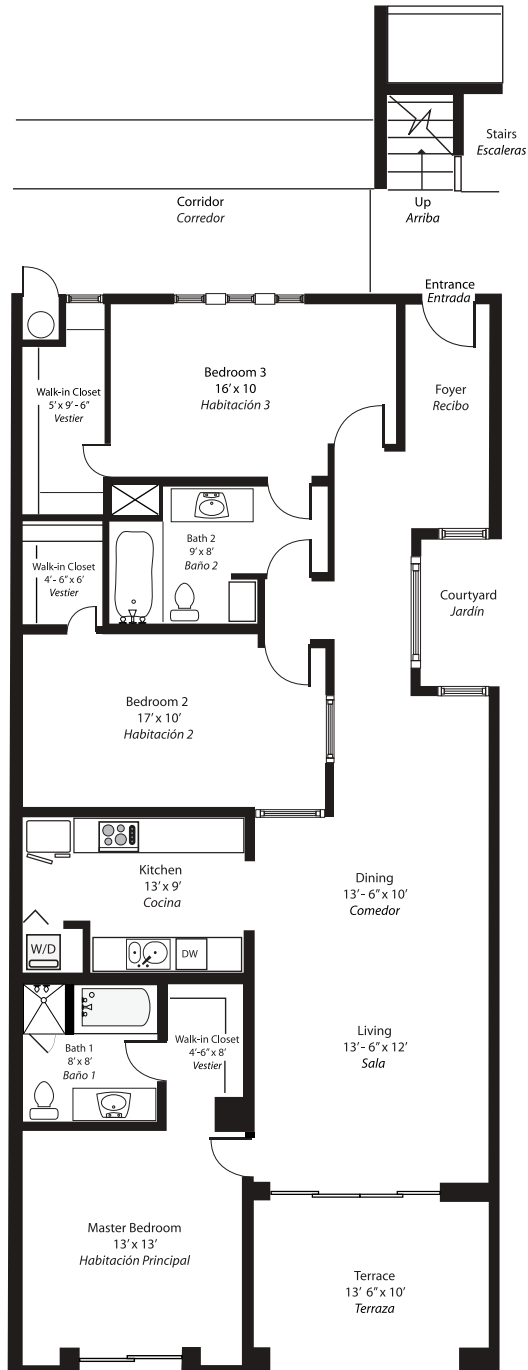 Stairs
Escaleras
Corridor
Corredor
Up
Arriba
Entrance
Entrada
Bedroom 3
16' x 10
Habitación 3
Foyer
Recibo
Walk-in Closet
5' x 9' - 6"
Vestier
Bath 2
9' x 8'
Baño 2
Walk-in Closet
4' - 6" x 6'
Vestier
Courtyard
Jardín
Bedroom 2
17' x 10'
Habitación 2
Kitchen
13' x 9'
Cocina
Dining
13' - 6" x 10'
Comedor
W/D
DW
Living
13' - 6" x 12'
Sala
Walk-in Closet
4'-6" x 8'
Vestier
Bath 1
8' x 8'
Baño 1
Master Bedroom
13' x 13'
Habitación Principal
Terrace
13' 6" x 10'
Terraza